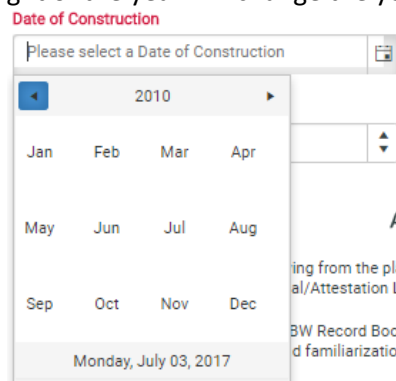 Date of Construction
Please select a Date of Construction
2010
Jan Feb Mar Apr
May Jun Jul Aug
ing from the pl
al/Attestation L
Sep Oct Nov Dec
BW Record Boo
d familiarizatio
Monday, July 03, 2017